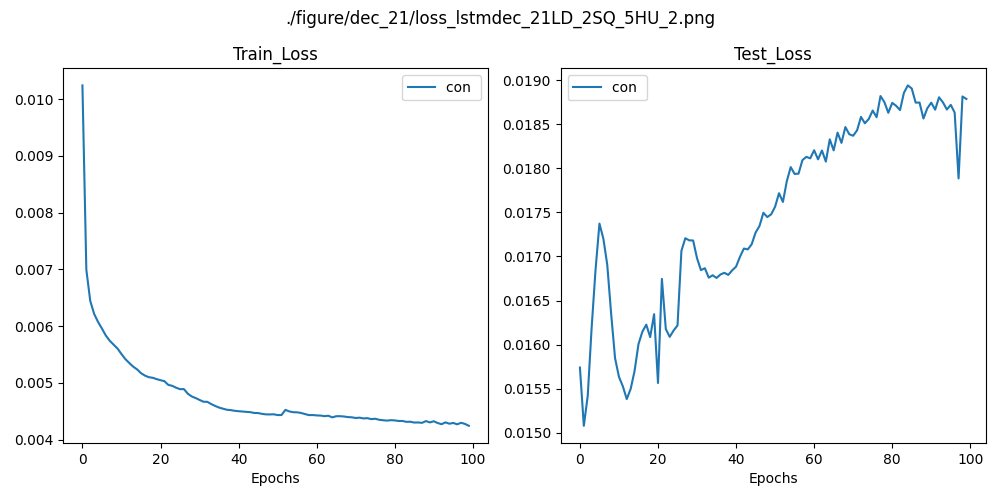 ./figure/dec_21/loss_lstmdec_21LD_2SQ_5HU_2.png
Train_Loss
con
0.010
0.009
0.008
0.007
0.006
0.005
0.004
0 20 40 60 80 100
Epochs
Test_Loss
con
0.0190
0.0185
0.0180
0.0175
0.0170
0.0165
0.0160
0.0155
0.0150
0 20 40 60 80 100
Epochs